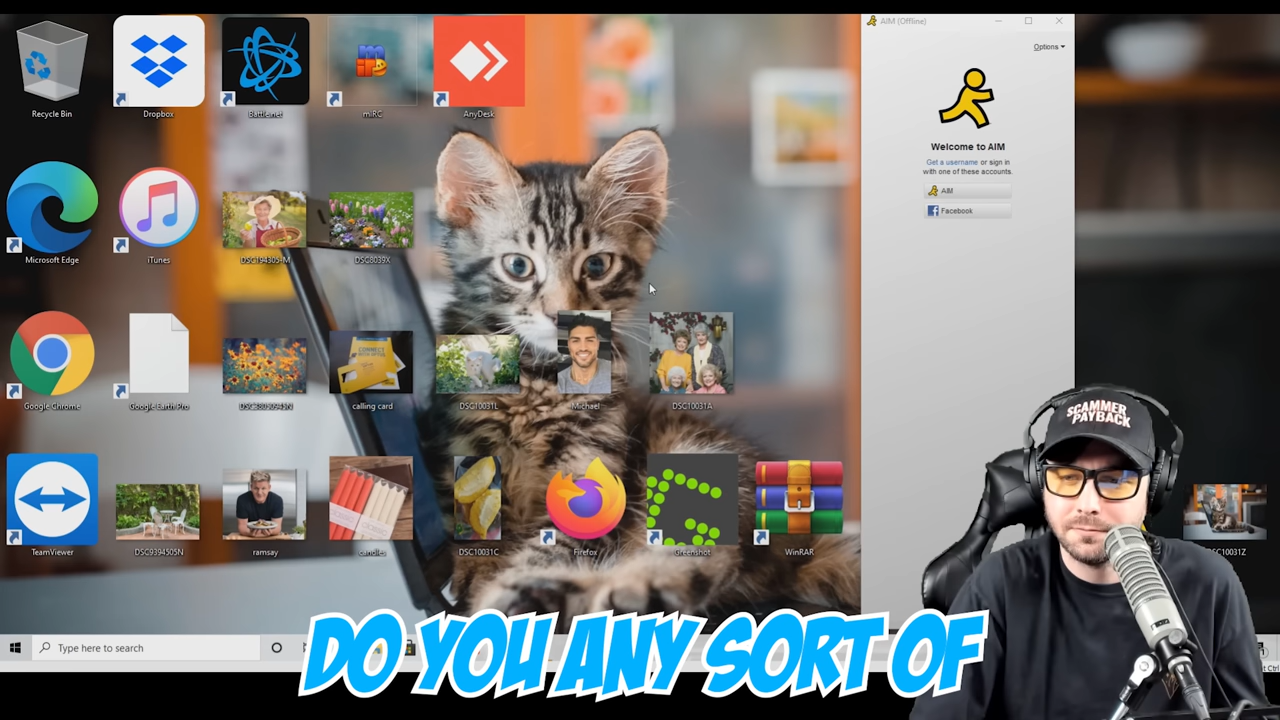 AIM (Offline)
Options
Recycle Bin
Dropbox
Battle.net
mIRC
AnyDesk
Welcome to AIM
Get a username or sign in
with one of these accounts.
AIM
Facebook
Microsoft Edge
iTunes
DSC194305-M
DSC8039X
Google Chrome
Google Earth Pro
calling card
DSC10031L
Michael
DSC10031A
SCAMMER
PAYBACK
TeamViewer
DSC9394505N
ramsay
candles
DSC10031C
Firefox
Greenshot
WinRAR
DSC10031Z
Type here to search
DO YOU ANY SORT OF